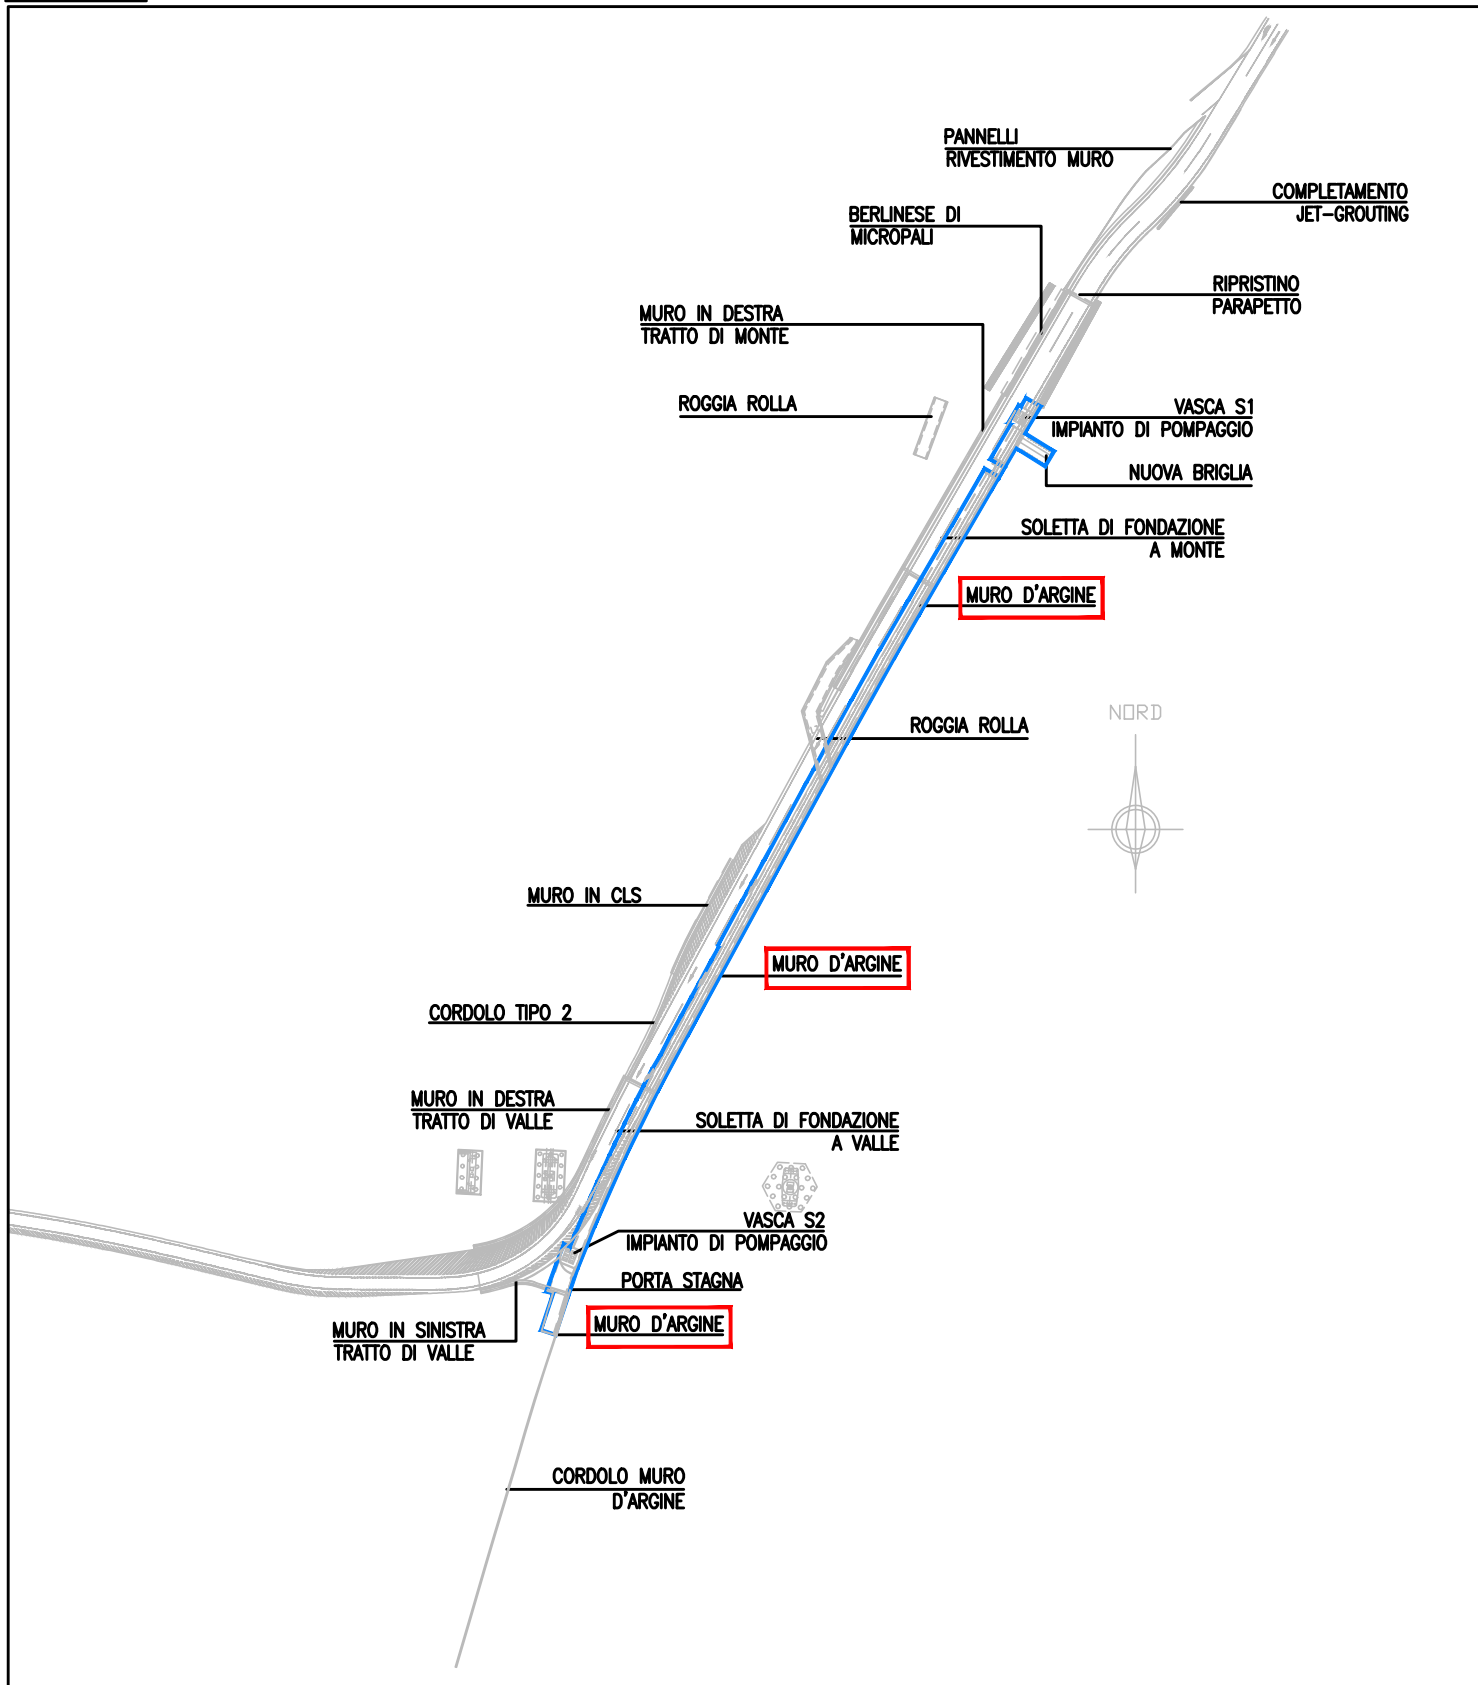 PANNELLI
RIVESTIMENTO MURO
COMPLETAMENTO
JET-GROUTING
BERLINESE DI
MICROPALI
RIPRISTINO
PARAPETTO
MURO IN DESTRA
TRATTO DI MONTE
ROGGIA ROLLA
VASCA S1
IMPIANTO DI POMPAGGIO
NUOVA BRIGLIA
SOLETTA DI FONDAZIONE
A MONTE
MURO D'ARGINE
ROGGIA ROLLA
NORD
MURO IN CLS
MURO D'ARGINE
CORDOLO TIPO 2
MURO IN DESTRA
TRATTO DI VALLE
SOLETTA DI FONDAZIONE
A VALLE
VASCA S2
IMPIANTO DI POMPAGGIO
PORTA STAGNA
MURO D'ARGINE
MURO IN SINISTRA
TRATTO DI VALLE
CORDOLO MURO
D'ARGINE